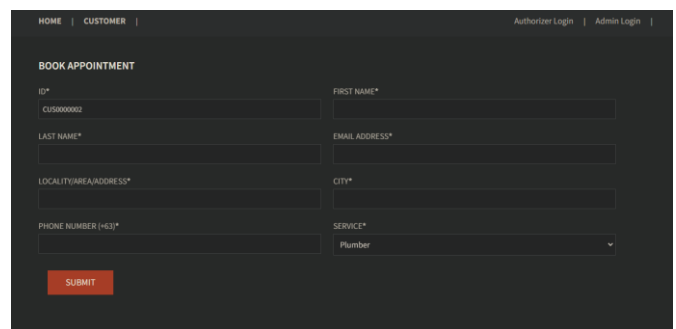 HOME | CUSTOMER | Authorizer Login | Admin Login |
BOOK APPOINTMENT
ID* FIRST NAME*
CUS0000002
LAST NAME* EMAIL ADDRESS*
LOCALITY/AREA/ADDRESS* CITY*
PHONE NUMBER (+63)* SERVICE*
Plumber
SUBMIT